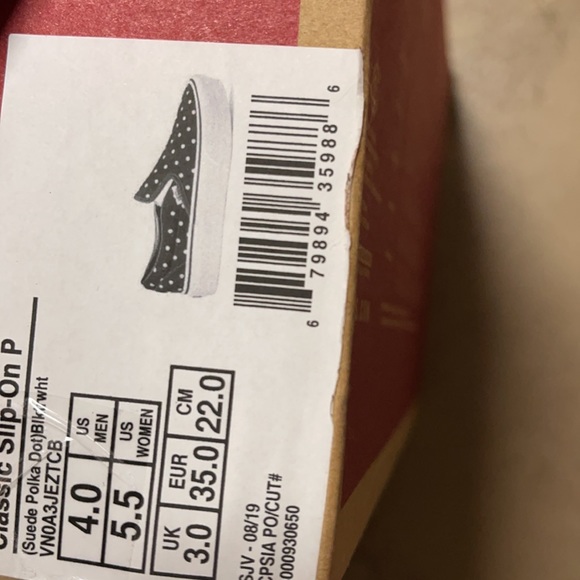 Classic Slip-On P
(Suede Polka Dot)Blk/wht
VN0A3JEZTCB
US MEN 4.0
US WOMEN 5.5
UK 3.0
EUR 35.0
CM 22.0
6 79894 35988 6
SJV - 08/19
CPSIA PO/CUT#
000930650